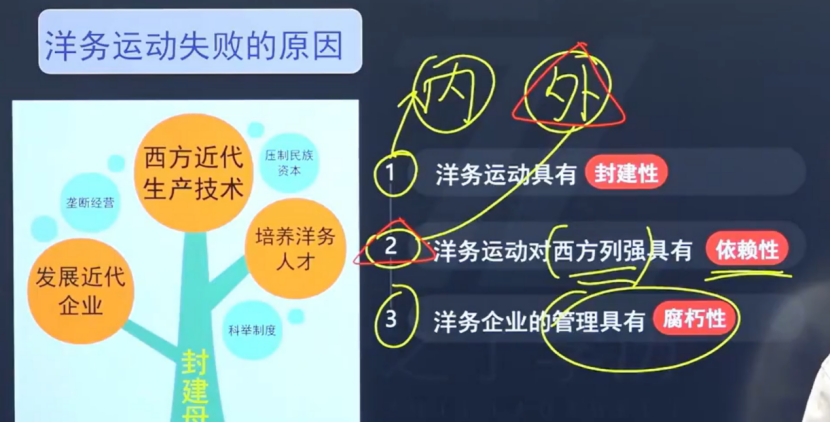 洋务运动失败的原因
内
外
西方近代
生产技术
压制民族
资本
垄断经营
培养洋务
人才
发展近代
企业
科举制度
封建母
1 洋务运动具有 封建性
2 洋务运动对西方列强具有 依赖性
3 洋务企业的管理具有 腐朽性